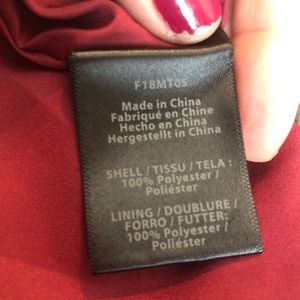 F18MT05
Made in China
Fabriqué en Chine
Hecho en China
Hergestellt in China
SHELL / TISSU / TELA :
100% Polyester /
Poliéster
LINING / DOUBLURE /
FORRO / FUTTER:
100% Polyester /
Poliéster